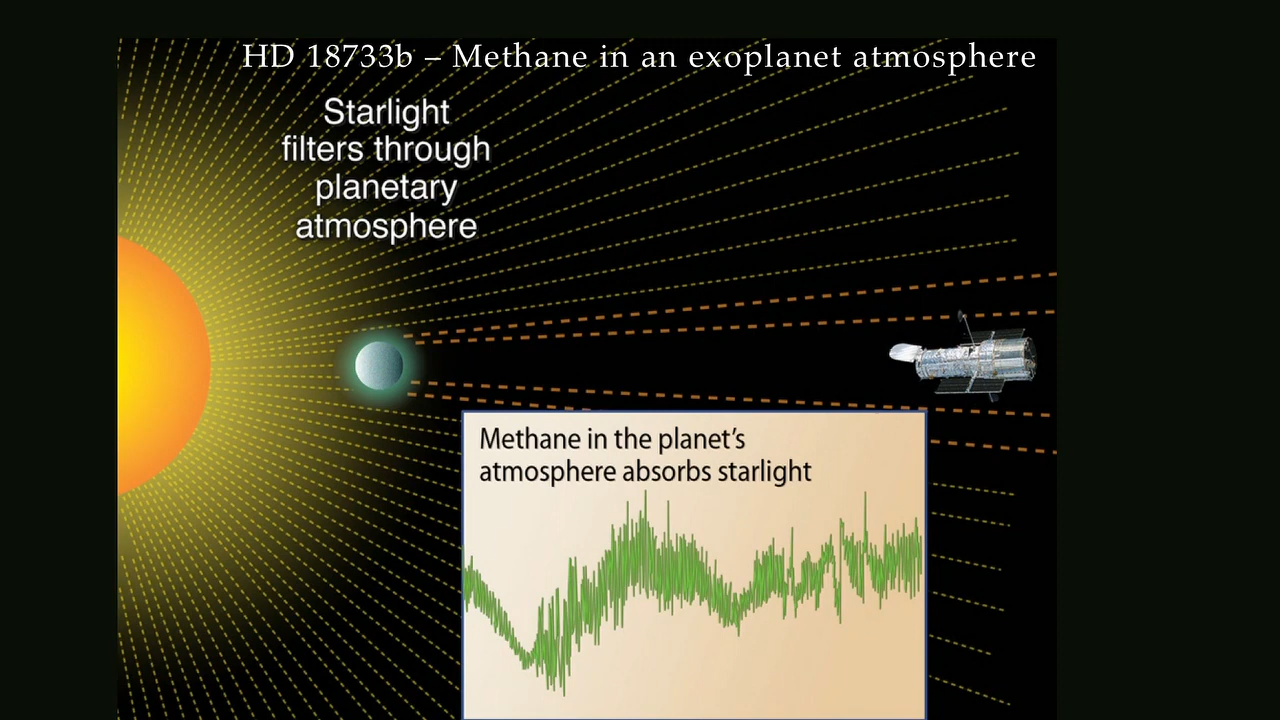 HD 18733b – Methane in an exoplanet atmosphere
Starlight
filters through
planetary
atmosphere
Methane in the planet’s
atmosphere absorbs starlight